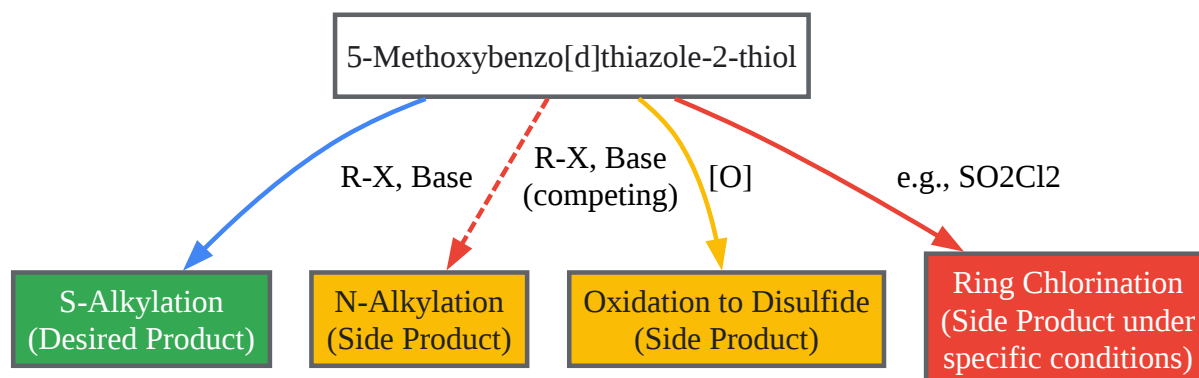 5-Methoxybenzo[d]thiazole-2-thiol
R-X, Base
R-X, Base
(competing)
[O]
e.g., SO2Cl2
S-Alkylation
(Desired Product)
N-Alkylation
(Side Product)
Oxidation to Disulfide
(Side Product)
Ring Chlorination
(Side Product under
specific conditions)